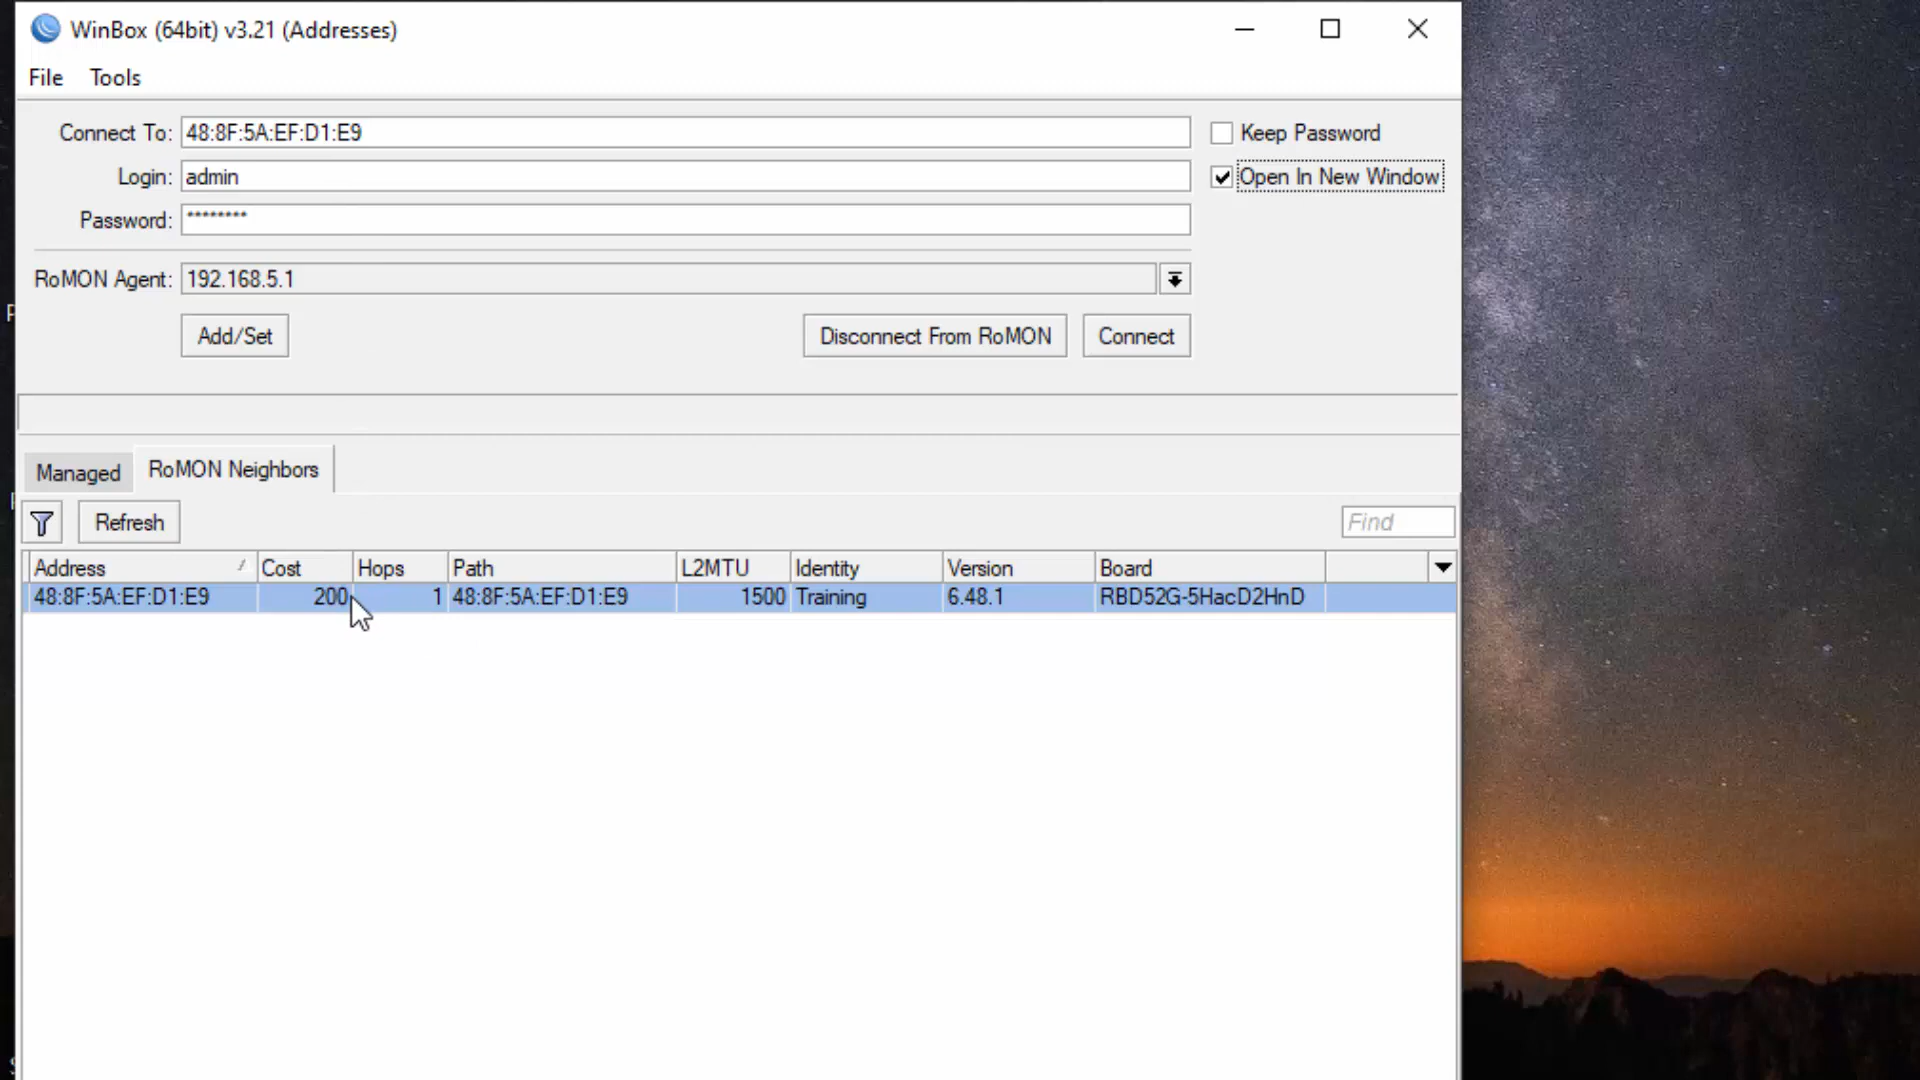 WinBox (64bit) v3.21 (Addresses)
File Tools
Connect To: 48:8F:5A:EF:D1:E9
Keep Password
Login: admin
Open In New Window
Password: ********
RoMON Agent: 192.168.5.1
Add/Set Disconnect From RoMON Connect
Managed RoMON Neighbors
Refresh Find
Address Cost Hops Path L2MTU Identity Version Board
48:8F:5A:EF:D1:E9 200 1 48:8F:5A:EF:D1:E9 1500 Training 6.48.1 RBD52G-5HacD2HnD